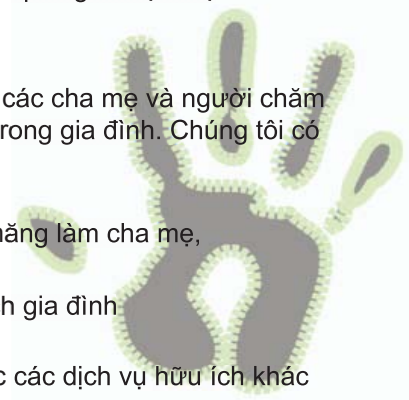 các cha mẹ và người chăm
rong gia đình. Chúng tôi có
năng làm cha mẹ,
h gia đình
c các dịch vụ hữu ích khác